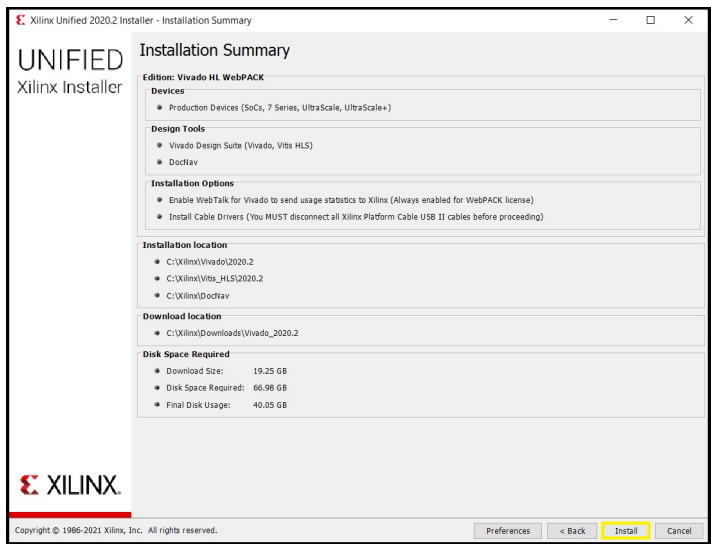 Xilinx Unified 2020.2 Installer - Installation Summary
UNIFIED
Xilinx Installer
Installation Summary
Edition: Vivado HL WebPACK
Devices
Production Devices (SoCs, 7 Series, UltraScale, UltraScale+)
Design Tools
Vivado Design Suite (Vivado, Vitis HLS)
DocNav
Installation Options
Enable WebTalk for Vivado to send usage statistics to Xilinx (Always enabled for WebPACK license)
Install Cable Drivers (You MUST disconnect all Xilinx Platform Cable USB II cables before proceeding)
Installation location
C:\Xilinx\Vivado\2020.2
C:\Xilinx\Vitis_HLS\2020.2
C:\Xilinx\DocNav
Download location
C:\Xilinx\Downloads\Vivado_2020.2
Disk Space Required
Download Size: 19.25 GB
Disk Space Required: 66.98 GB
Final Disk Usage: 40.05 GB
XILINX.
Copyright © 1986-2021 Xilinx, Inc. All rights reserved.
Preferences < Back Install Cancel